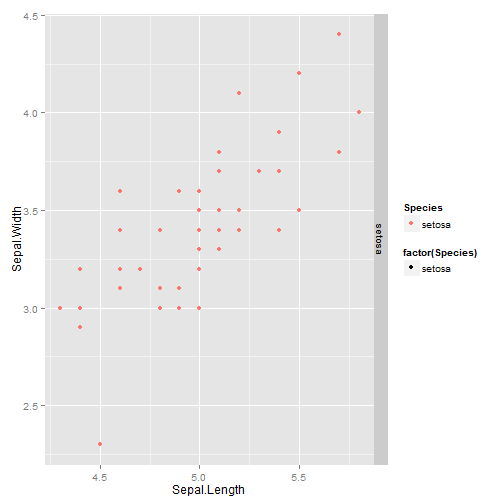 4.5
4.0
3.5
3.0
2.5
Sepal.Width
4.5
5.0
5.5
Sepal.Length
setosa
Species
setosa
factor(Species)
setosa